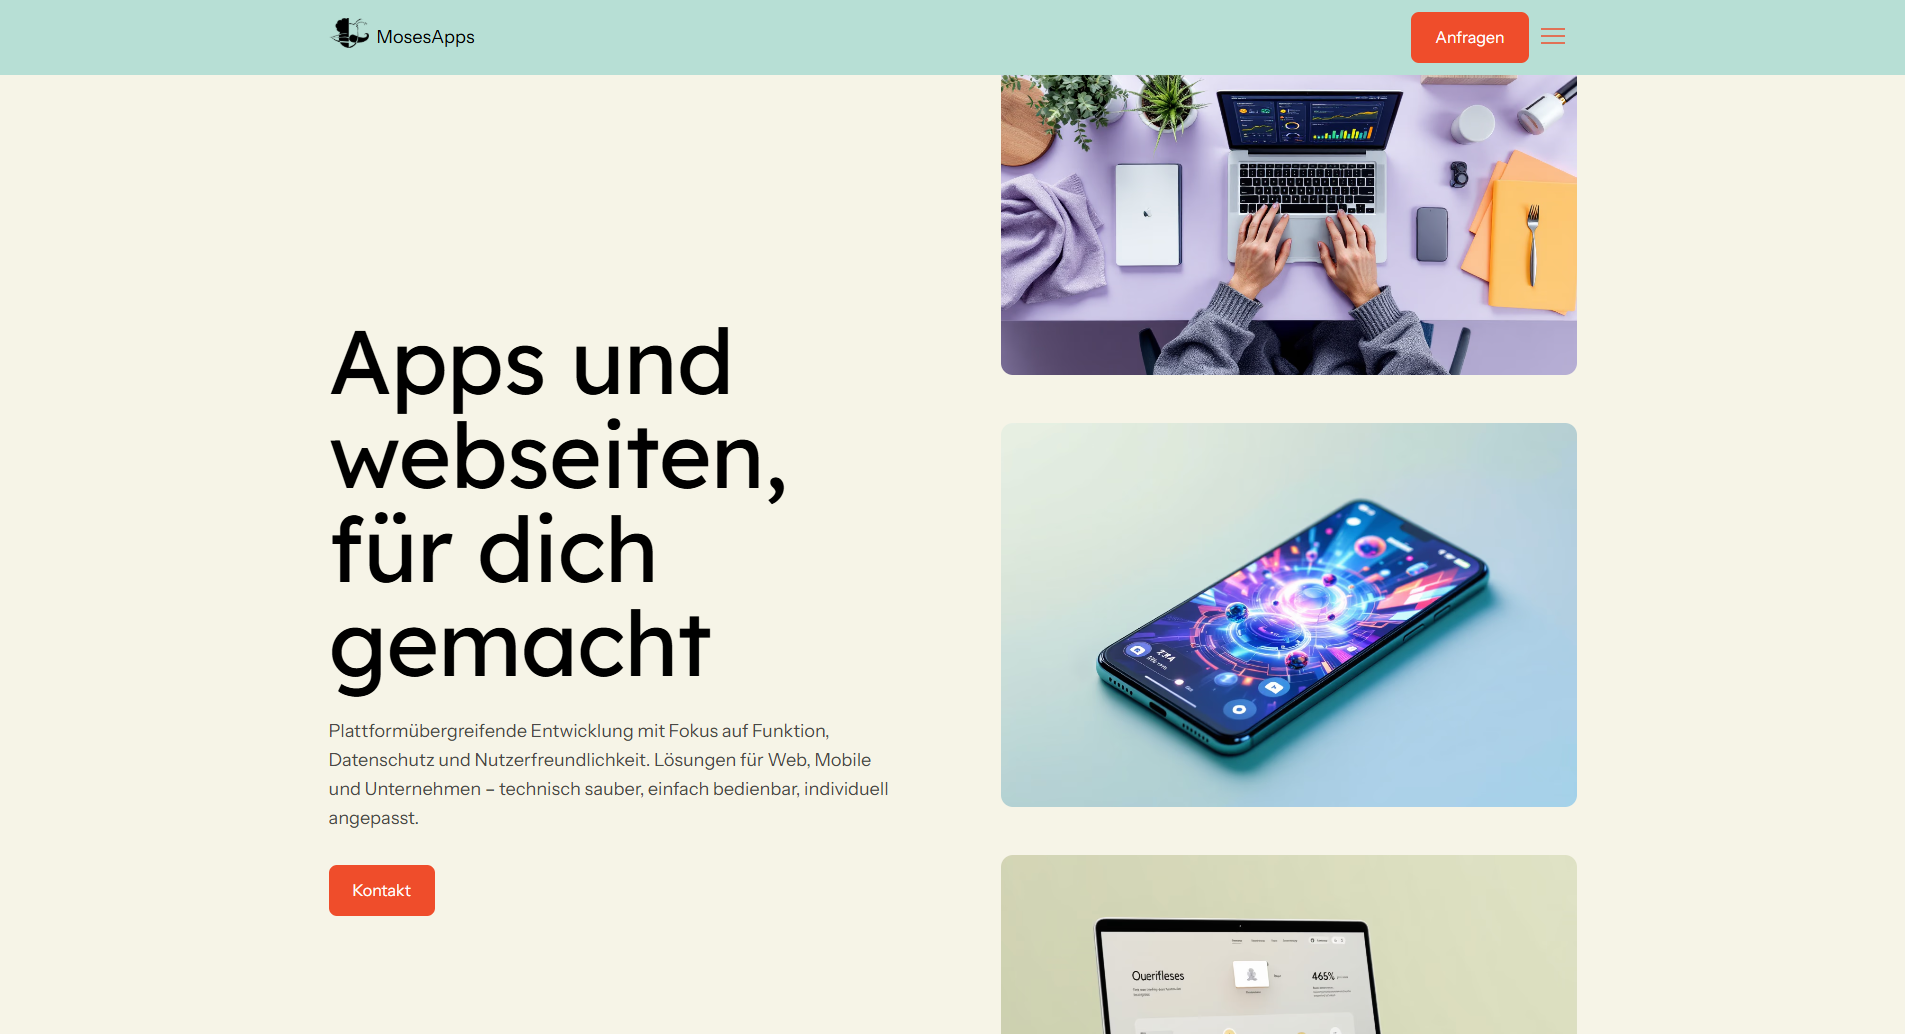 MosesApps
Anfragen
Apps und
webseiten,
für dich
gemacht
Plattformübergreifende Entwicklung mit Fokus auf Funktion,
Datenschutz und Nutzerfreundlichkeit. Lösungen für Web, Mobile
und Unternehmen – technisch sauber, einfach bedienbar, individuell
angepasst.
Kontakt
Ouerifleses
465%